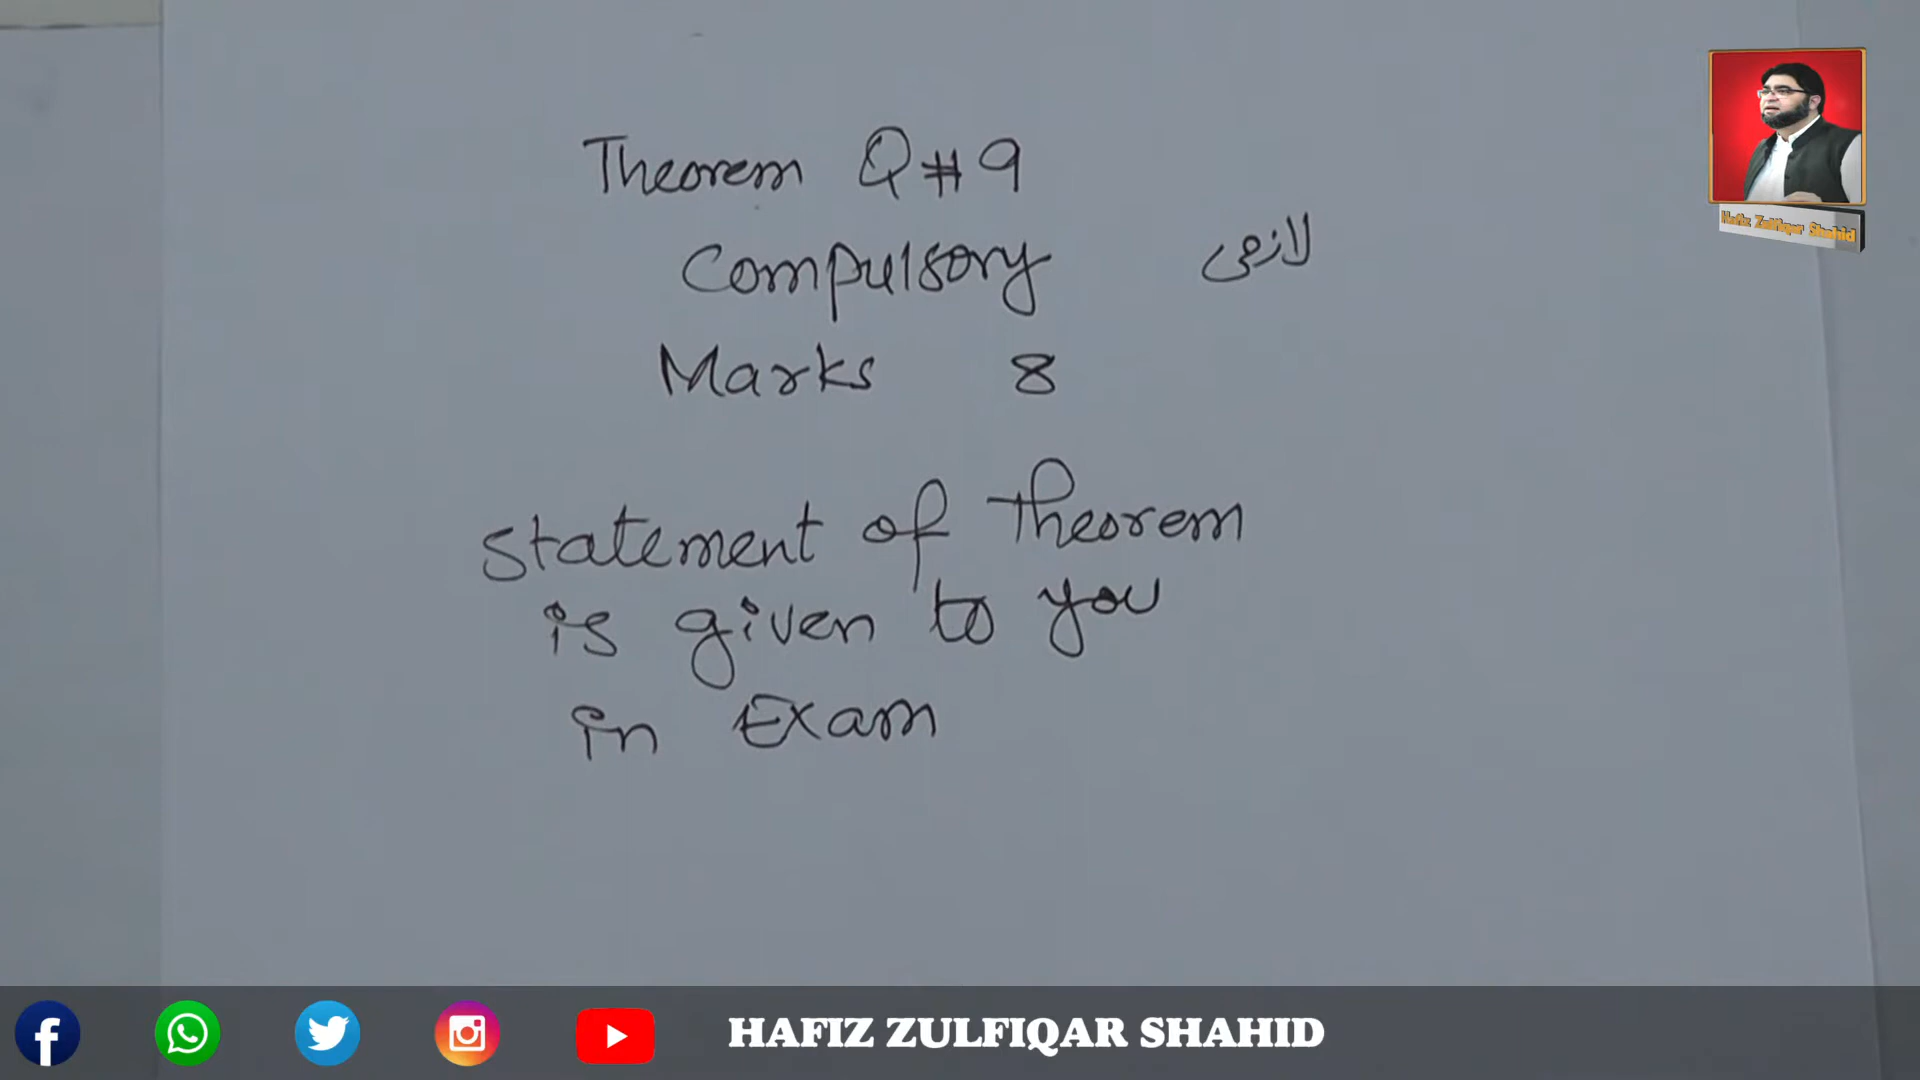 Theorem Q#9
Compulsory لازمی
Marks 8
Statement of Theorem
is given to you
in Exam
Hafiz Zulfiqar Shahid
HAFIZ ZULFIQAR SHAHID